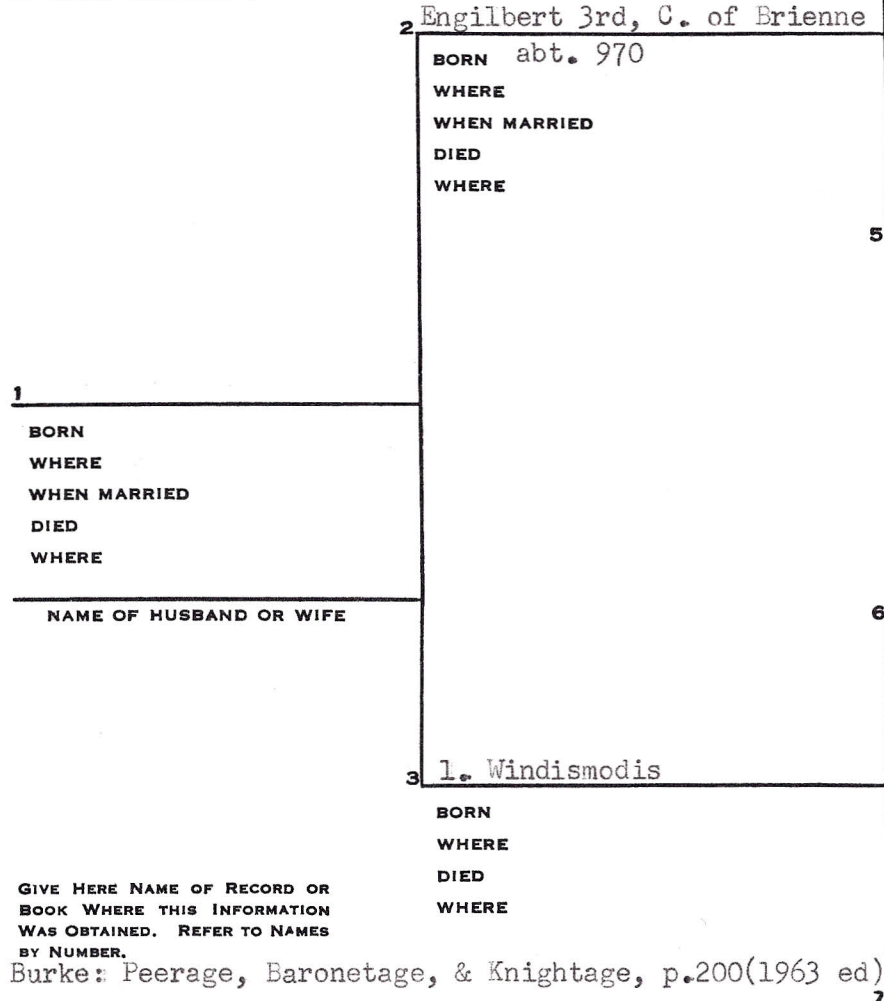 2 Engilbert 3rd, C. of Brienne
BORN abt. 970
WHERE
WHEN MARRIED
DIED
WHERE
5
1
BORN
WHERE
WHEN MARRIED
DIED
WHERE
NAME OF HUSBAND OR WIFE
6
3 1. Windismodis
BORN
WHERE
DIED
WHERE
GIVE HERE NAME OF RECORD OR
BOOK WHERE THIS INFORMATION
WAS OBTAINED. REFER TO NAMES
BY NUMBER.
Burke: Peerage, Baronetage, & Knightage, p.200(1963 ed)